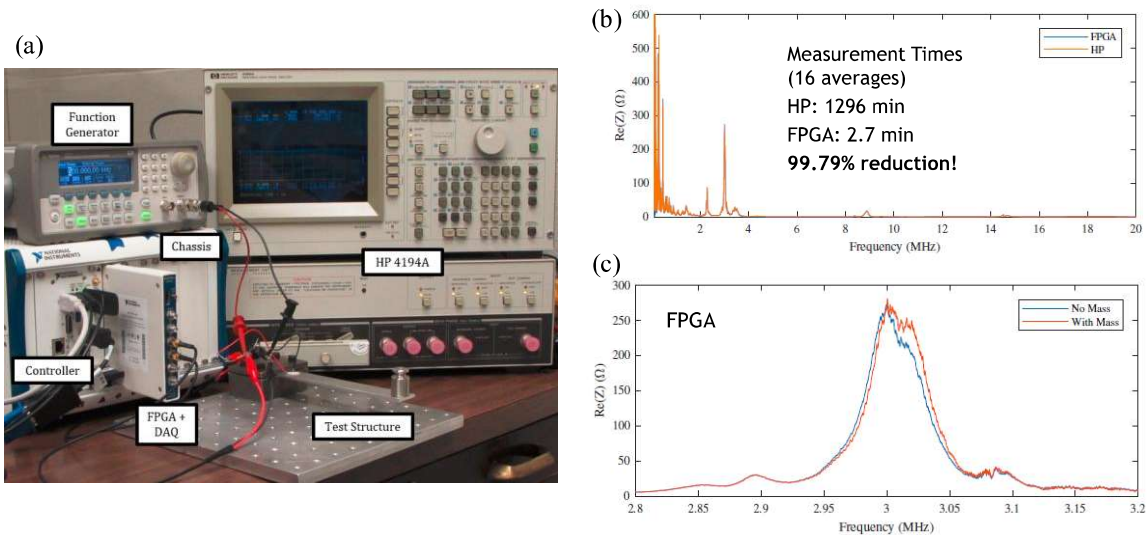 (a)
Function
Generator
Chassis
HP 4194A
NATIONAL
INSTRUMENTS
Controller
FPGA +
DAQ
Test Structure
(b)
600
500
400
300
200
100
0
Re(Z) (Ω)
2 4 6 8 10 12 14 16 18 20
Frequency (MHz)
FPGA
HP
Measurement Times
(16 averages)
HP: 1296 min
FPGA: 2.7 min
99.79% reduction!
(c)
300
250
200
150
100
50
0
Re(Z) (Ω)
2.8 2.85 2.9 2.95 3 3.05 3.1 3.15 3.2
Frequency (MHz)
FPGA
No Mass
With Mass